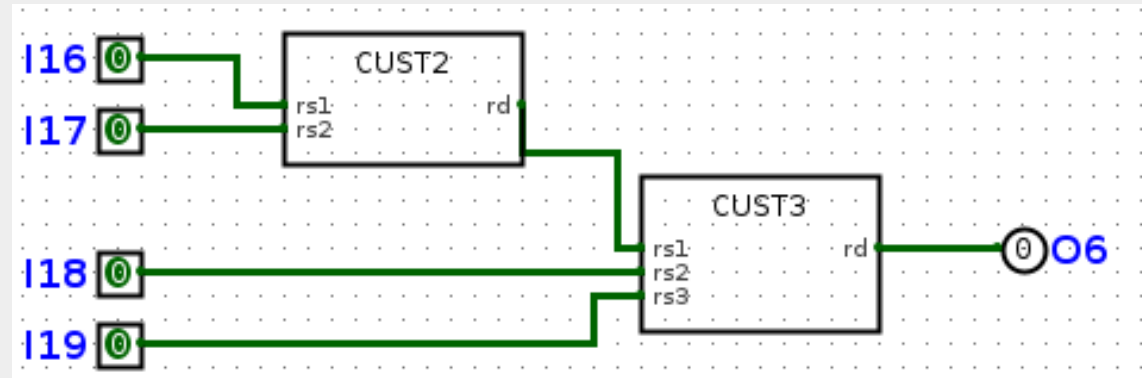 CUST2
I16 0
rs1 rd
I17 0 rs2
CUST3
rs1 rd 0 O6
I18 0 rs2
rs3
I19 0